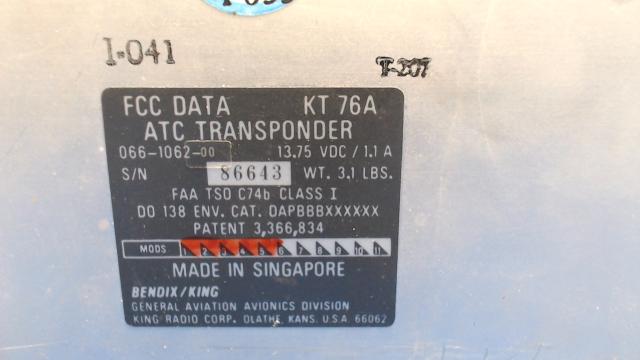 I-041
T-207
FCC DATA KT 76A
ATC TRANSPONDER
066-1062-00 13.75 VDC / 1.1 A
S/N 86643 WT. 3.1 LBS.
FAA TSO C74b CLASS I
DO 138 ENV. CAT. DAPBBBXXXXXX
PATENT 3,366,834
MODS 1 2 3 4 5 6 7 8 9 10 11
MADE IN SINGAPORE
BENDIX/KING
GENERAL AVIATION AVIONICS DIVISION
KING RADIO CORP. OLATHE, KANS. U.S.A. 66062